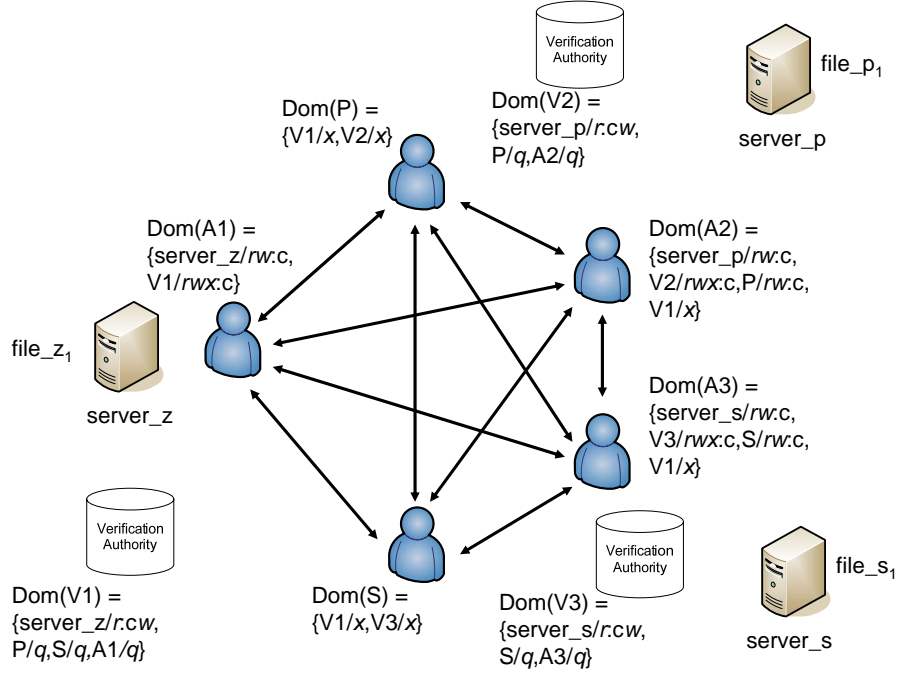 Verification
Authority
file_p1
server_p
Dom(P) =
{V1/x,V2/x}
Dom(V2) =
{server_p/r:cw,
P/q,A2/q}
Dom(A1) =
{server_z/rw:c,
V1/rwx:c}
Dom(A2) =
{server_p/rw:c,
V2/rwx:c,P/rw:c,
V1/x}
file_z1
server_z
Dom(A3) =
{server_s/rw:c,
V3/rwx:c,S/rw:c,
V1/x}
Verification
Authority
Dom(V1) =
{server_z/r:cw,
P/q,S/q,A1/q}
Dom(S) =
{V1/x,V3/x}
Verification
Authority
Dom(V3) =
{server_s/r:cw,
S/q,A3/q}
file_s1
server_s